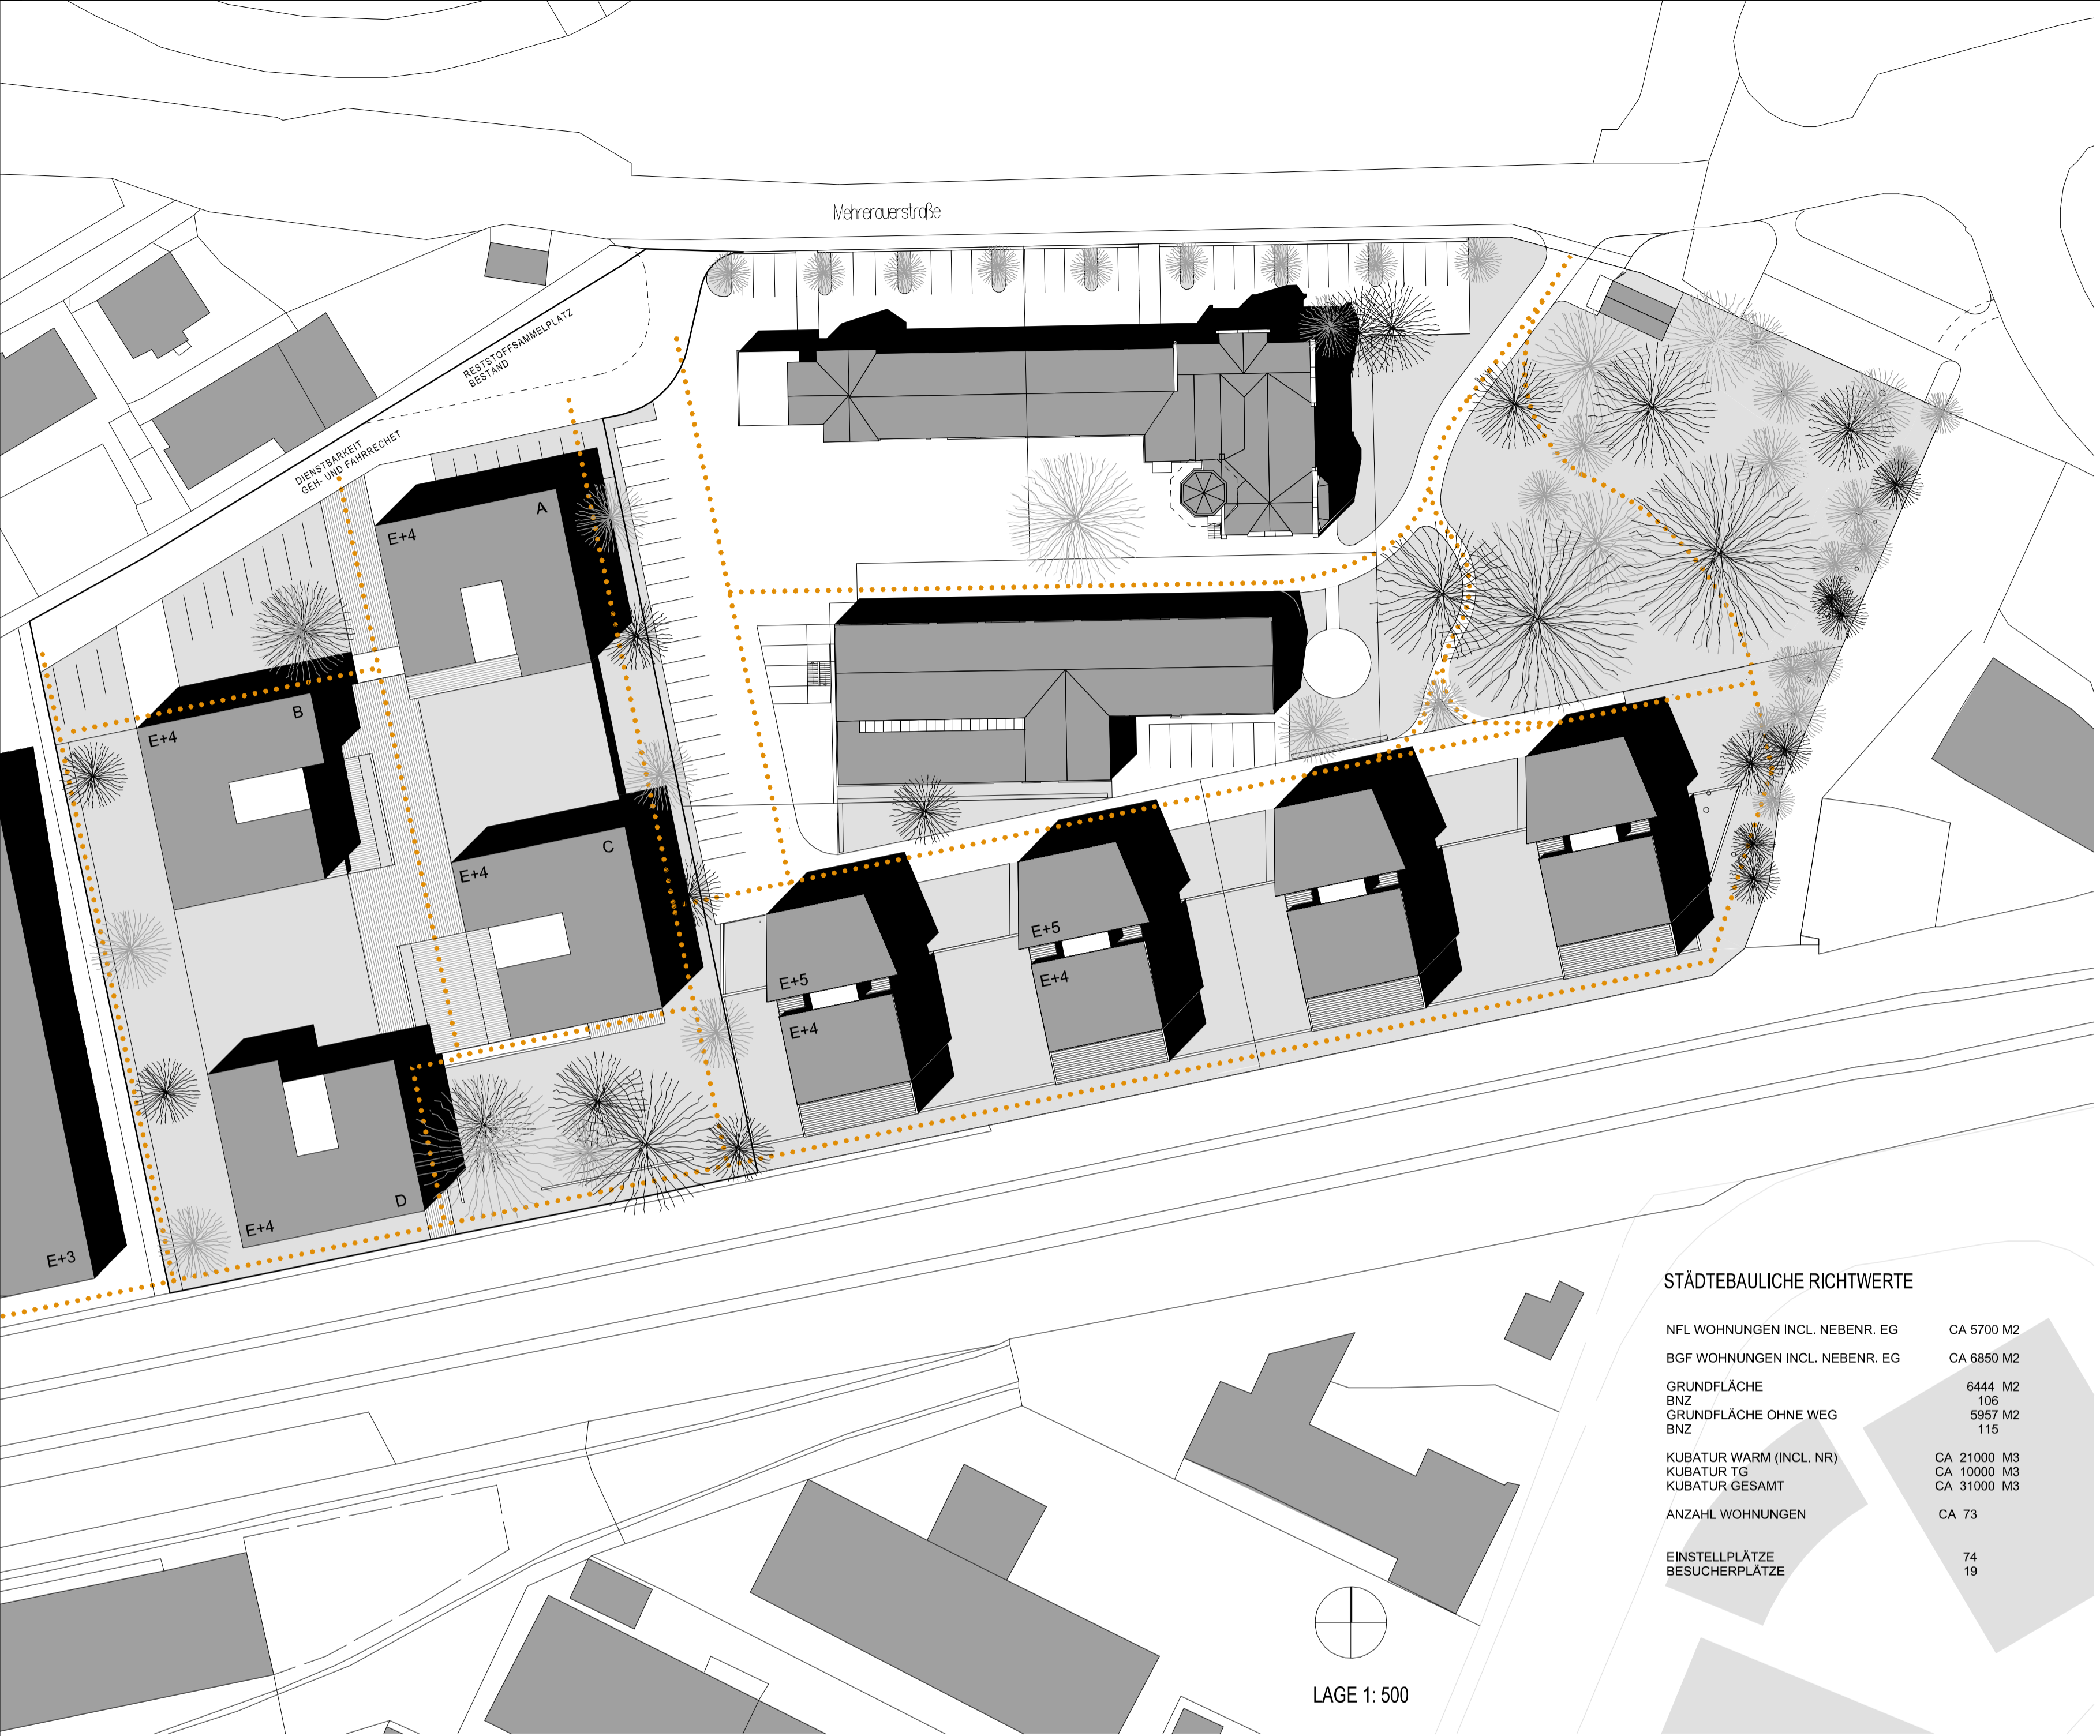 Mehrerauerstraße
RESTSTOFFSAMMELPLATZ
BESTAND
DIENSTBARKEIT
GEH- UND FAHRRECHET
A
E+4
B
E+4
C
E+4
E+5
E+4
E+5
E+4
D
E+4
E+3
STÄDTEBAULICHE RICHTWERTE
NFL WOHNUNGEN INCL. NEBENR. EG CA 5700 M2
BGF WOHNUNGEN INCL. NEBENR. EG CA 6850 M2
GRUNDFLÄCHE 6444 M2
BNZ 106
GRUNDFLÄCHE OHNE WEG 5957 M2
BNZ 115
KUBATUR WARM (INCL. NR) CA 21000 M3
KUBATUR TG CA 10000 M3
KUBATUR GESAMT CA 31000 M3
ANZAHL WOHNUNGEN CA 73
EINSTELLPLÄTZE 74
BESUCHERPLÄTZE 19
LAGE 1: 500